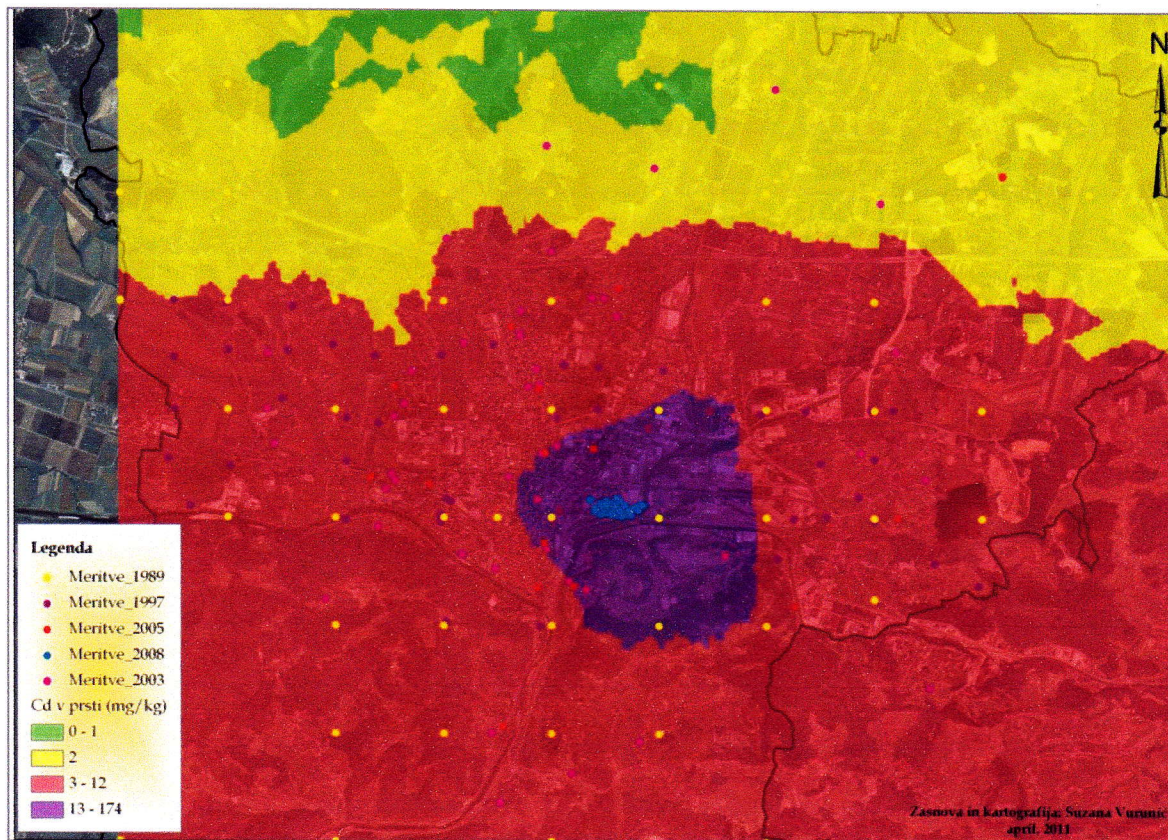 N
Legenda
Meritve_1989
Meritve_1997
Meritve_2005
Meritve_2008
Meritve_2003
Cd v prsti (mg/kg)
0 - 1
2
3 - 12
13 - 174
Zasnova in kartografija: Suzana
april, 2011